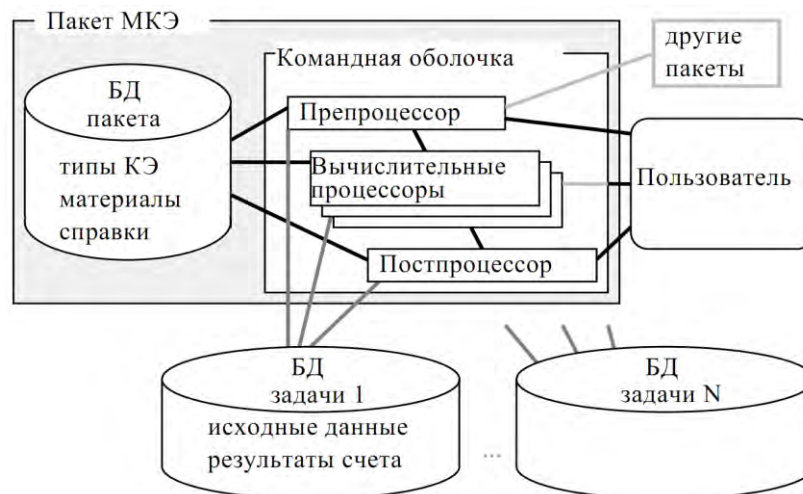 Пакет МКЭ
Командная оболочка
другие
пакеты
БД
пакета
типы КЭ
материалы
справки
Препроцессор
Вычислительные
процессоры
Пользователь
Постпроцессор
БД
задачи 1
исходные данные
результаты счета
...
БД
задачи N